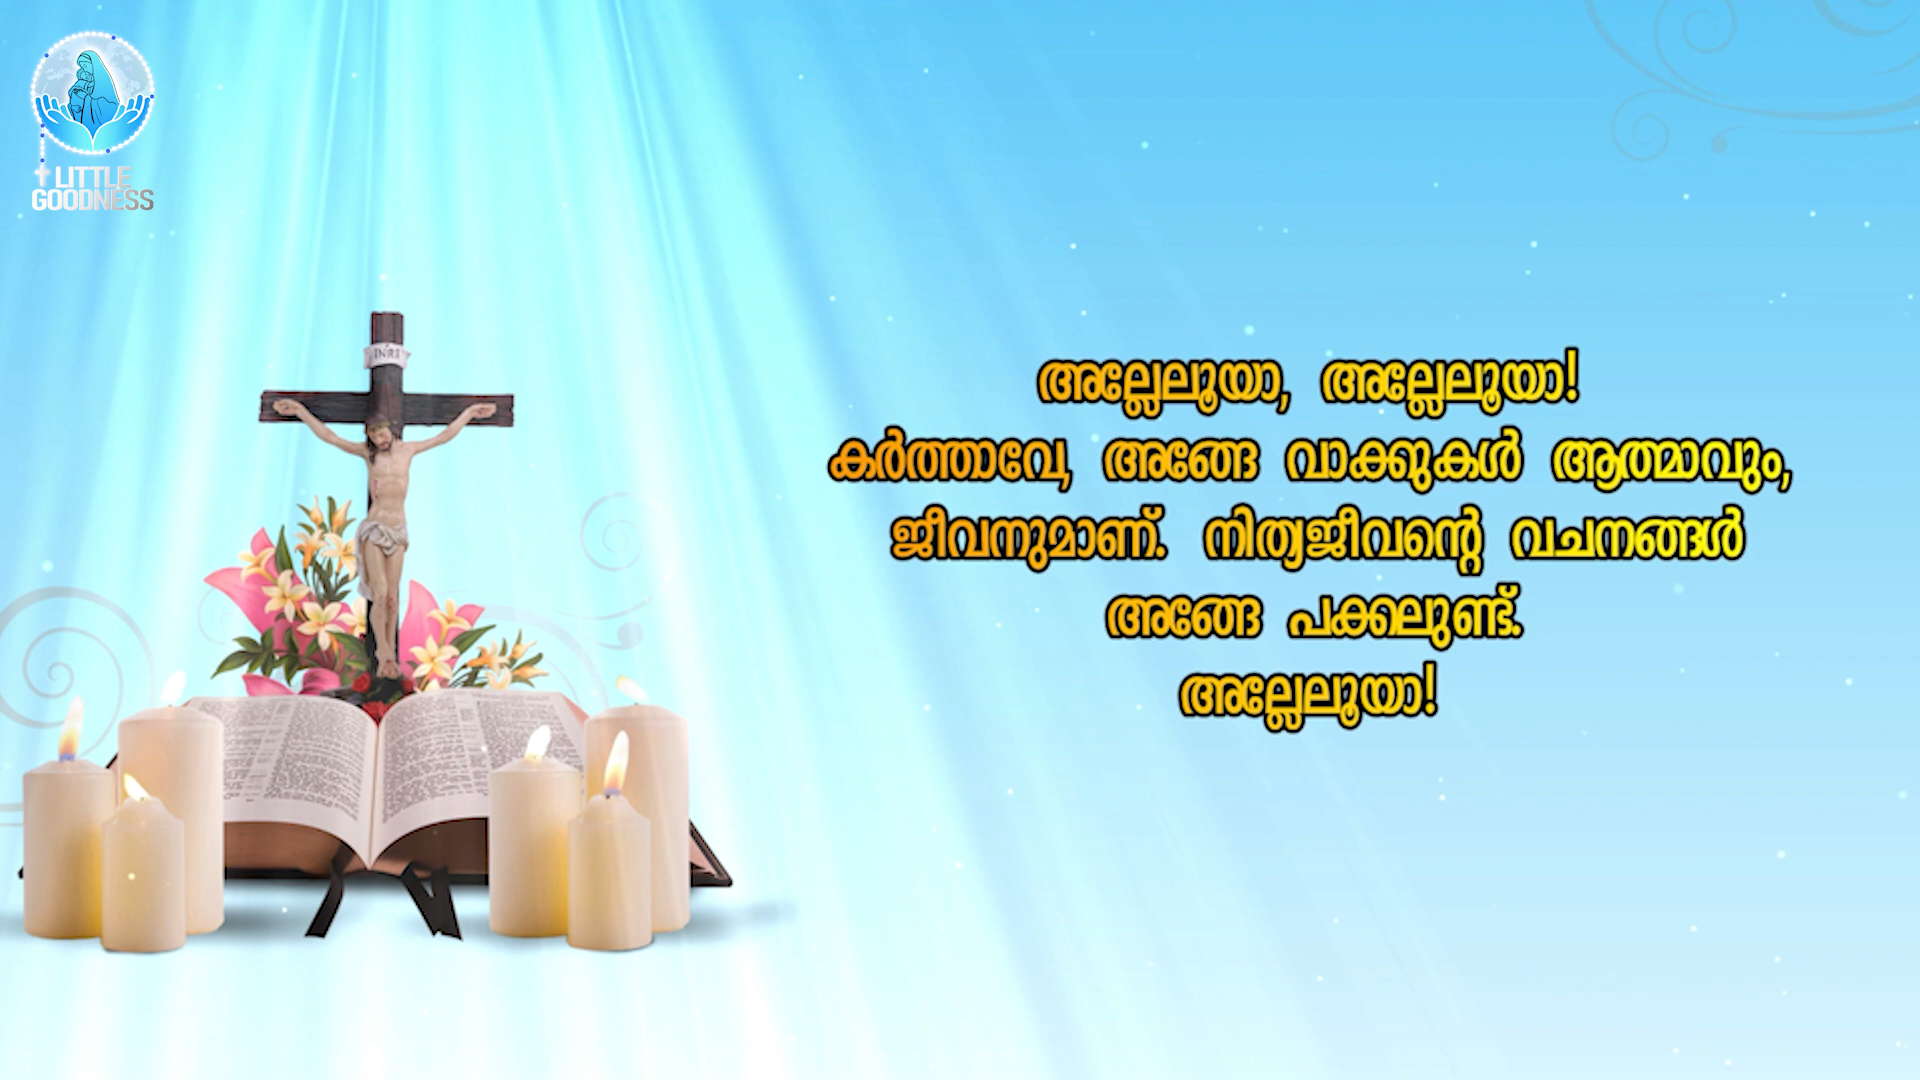 LITTLE
GOODNESS
INRI
അല്ലേലൂയാ, അല്ലേലൂയാ!
കർത്താവേ, അങ്ങേ വാക്കുകൾ ആത്മാവും,
ജീവനുമാണ്. നിത്യജീവന്റെ വചനങ്ങൾ
അങ്ങേ പക്കലുണ്ട്.
അല്ലേലൂയാ!